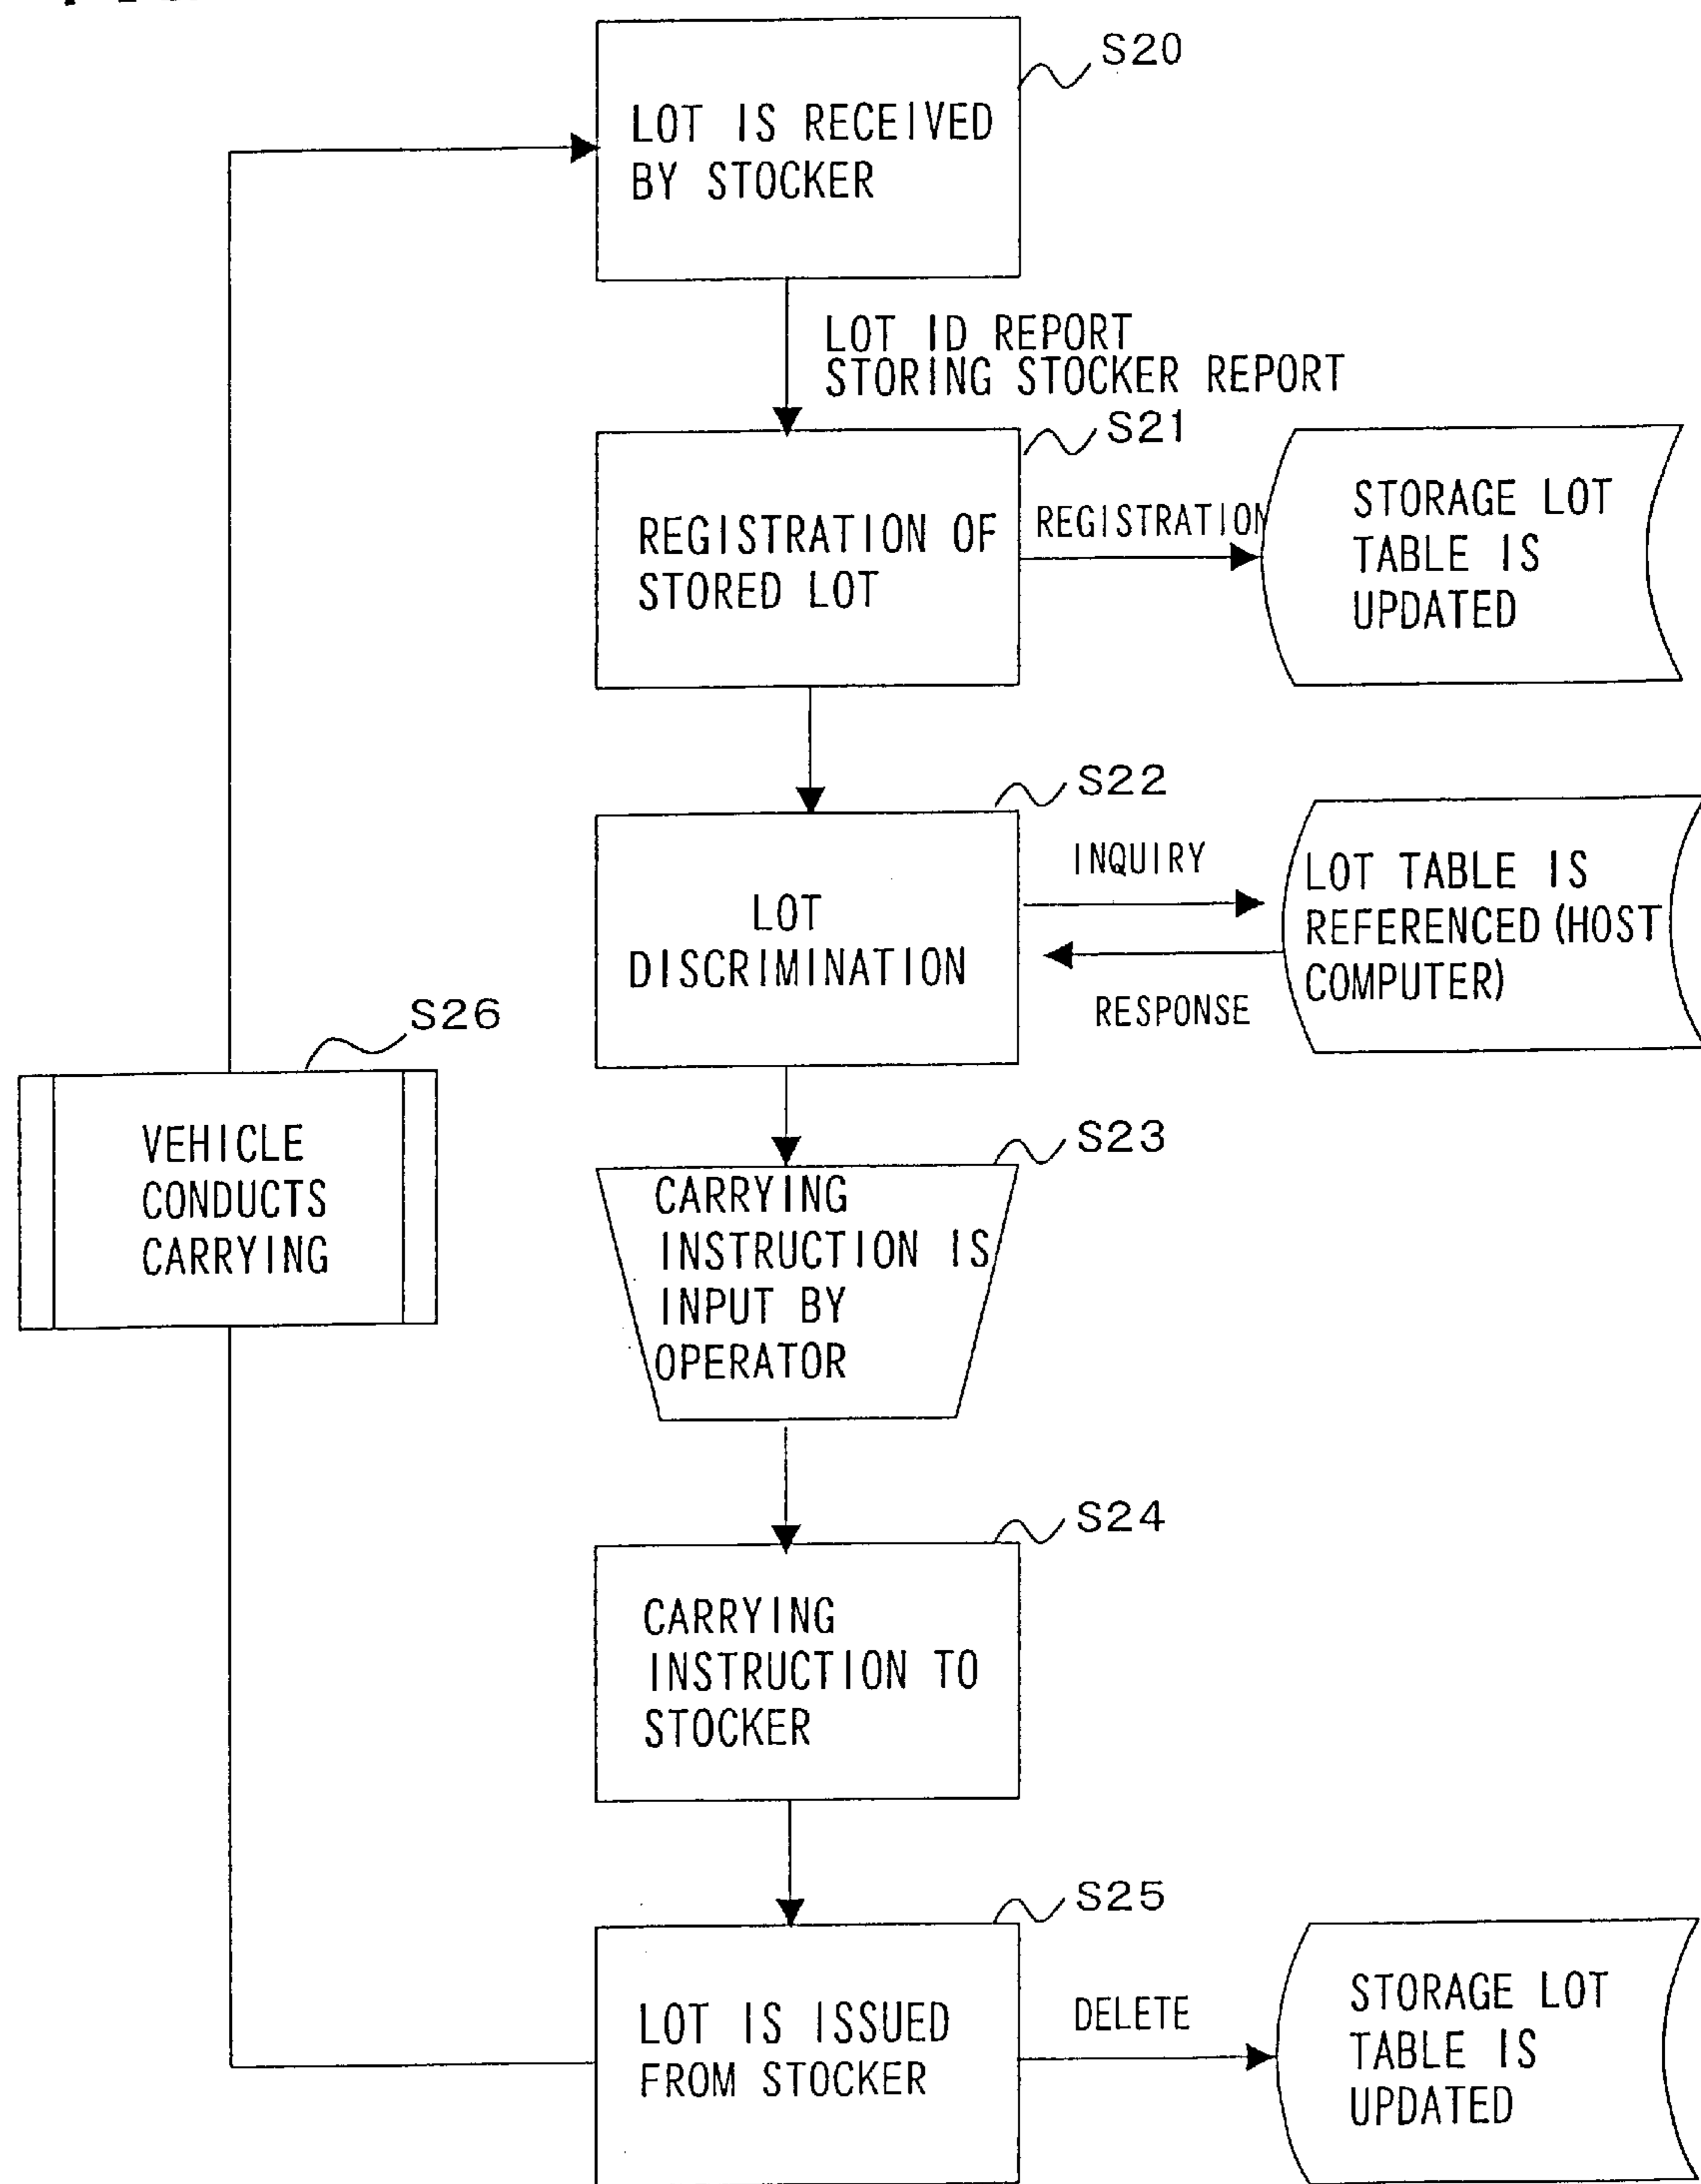 S20
LOT IS RECEIVED
BY STOCKER
LOT ID REPORT
STORING STOCKER REPORT
S21
REGISTRATION OF
STORED LOT
REGISTRATION
STORAGE LOT
TABLE IS
UPDATED
S22
LOT
DISCRIMINATION
INQUIRY
RESPONSE
LOT TABLE IS
REFERENCED (HOST
COMPUTER)
S26
VEHICLE
CONDUCTS
CARRYING
S23
CARRYING
INSTRUCTION IS
INPUT BY
OPERATOR
S24
CARRYING
INSTRUCTION TO
STOCKER
S25
LOT IS ISSUED
FROM STOCKER
DELETE
STORAGE LOT
TABLE IS
UPDATED